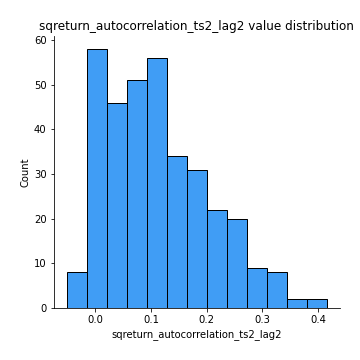 sqreturn_autocorrelation_ts2_lag2 value distribution
60
50
40
30
20
10
0
Count
0.0 0.1 0.2 0.3 0.4
sqreturn_autocorrelation_ts2_lag2